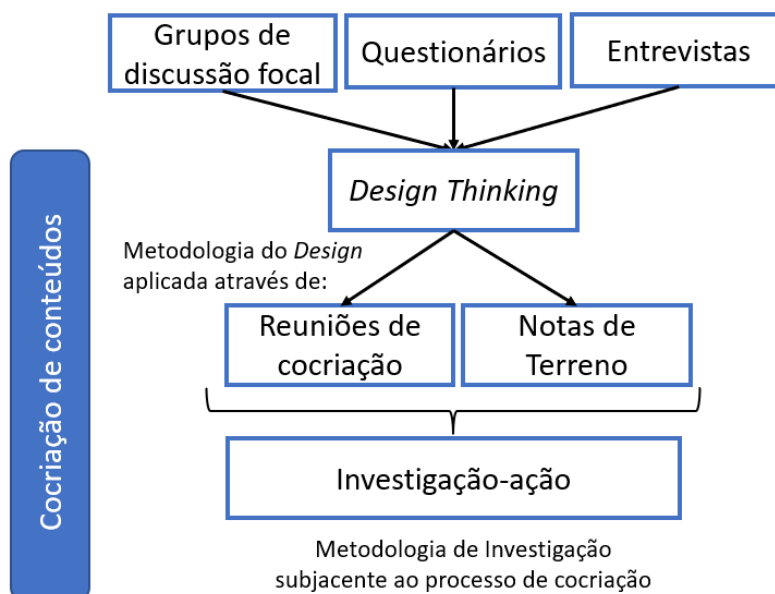 Grupos de
discussão focal
Questionários
Entrevistas
Design Thinking
Metodologia do Design
aplicada através de:
Reuniões de
cocriação
Notas de
Terreno
Investigação-ação
Metodologia de Investigação
subjacente ao processo de cocriação
Cocriação de conteúdos